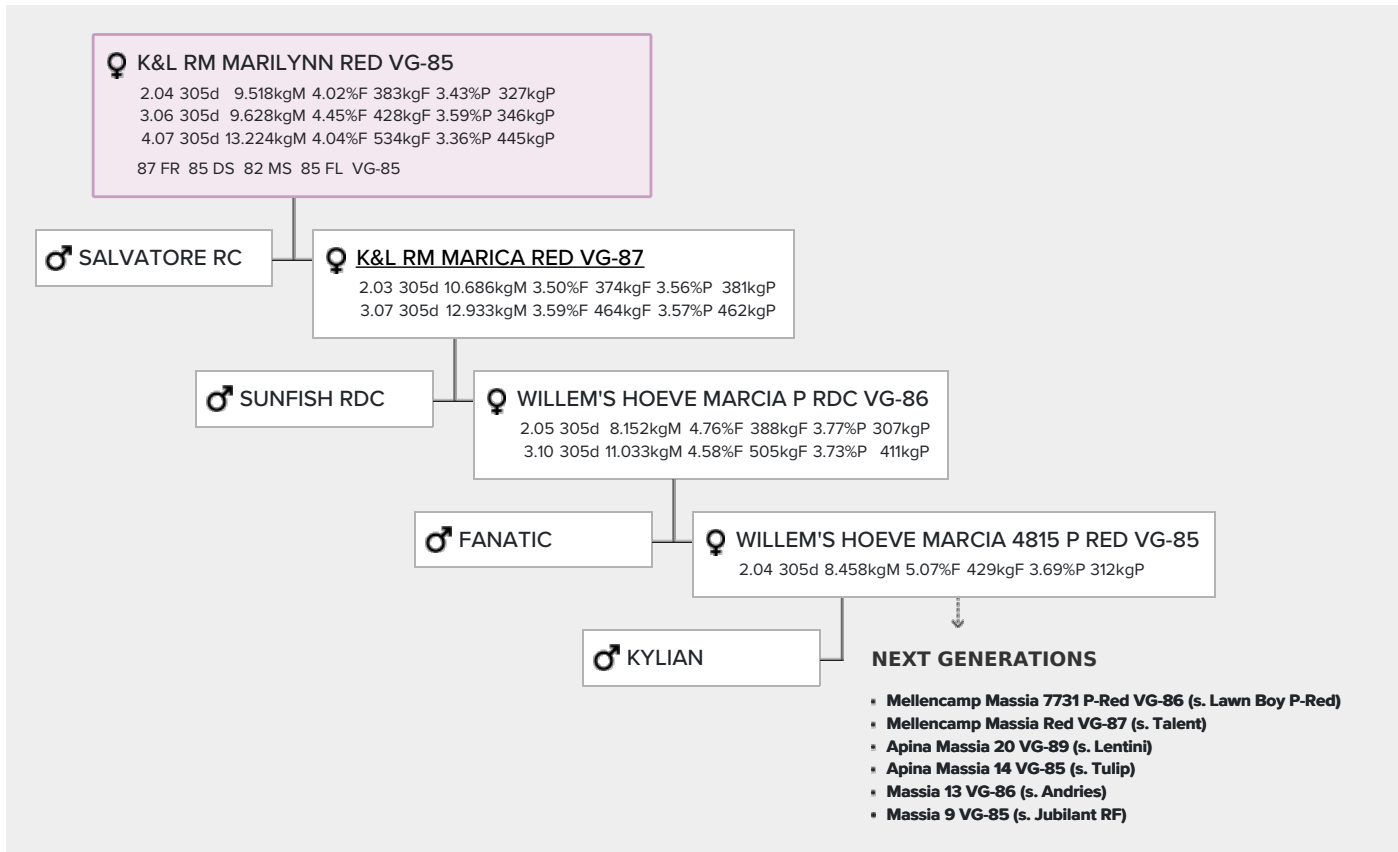 K&L RM MARILYNN RED VG-85
2.04 305d 9.518kgM 4.02%F 383kgF 3.43%P 327kgP
3.06 305d 9.628kgM 4.45%F 428kgF 3.59%P 346kgP
4.07 305d 13.224kgM 4.04%F 534kgF 3.36%P 445kgP
87 FR 85 DS 82 MS 85 FL VG-85
SALVATORE RC
K&L RM MARICA RED VG-87
2.03 305d 10.686kgM 3.50%F 374kgF 3.56%P 381kgP
3.07 305d 12.933kgM 3.59%F 464kgF 3.57%P 462kgP
SUNFISH RDC
WILLEM'S HOEVE MARCIA P RDC VG-86
2.05 305d 8.152kgM 4.76%F 388kgF 3.77%P 307kgP
3.10 305d 11.033kgM 4.58%F 505kgF 3.73%P 411kgP
FANATIC
WILLEM'S HOEVE MARCIA 4815 P RED VG-85
2.04 305d 8.458kgM 5.07%F 429kgF 3.69%P 312kgP
KYLIAN
NEXT GENERATIONS
Mellencamp Massia 7731 P-Red VG-86 (s. Lawn Boy P-Red)
Mellencamp Massia Red VG-87 (s. Talent)
Apina Massia 20 VG-89 (s. Lentini)
Apina Massia 14 VG-85 (s. Tulip)
Massia 13 VG-86 (s. Andries)
Massia 9 VG-85 (s. Jubilant RF)